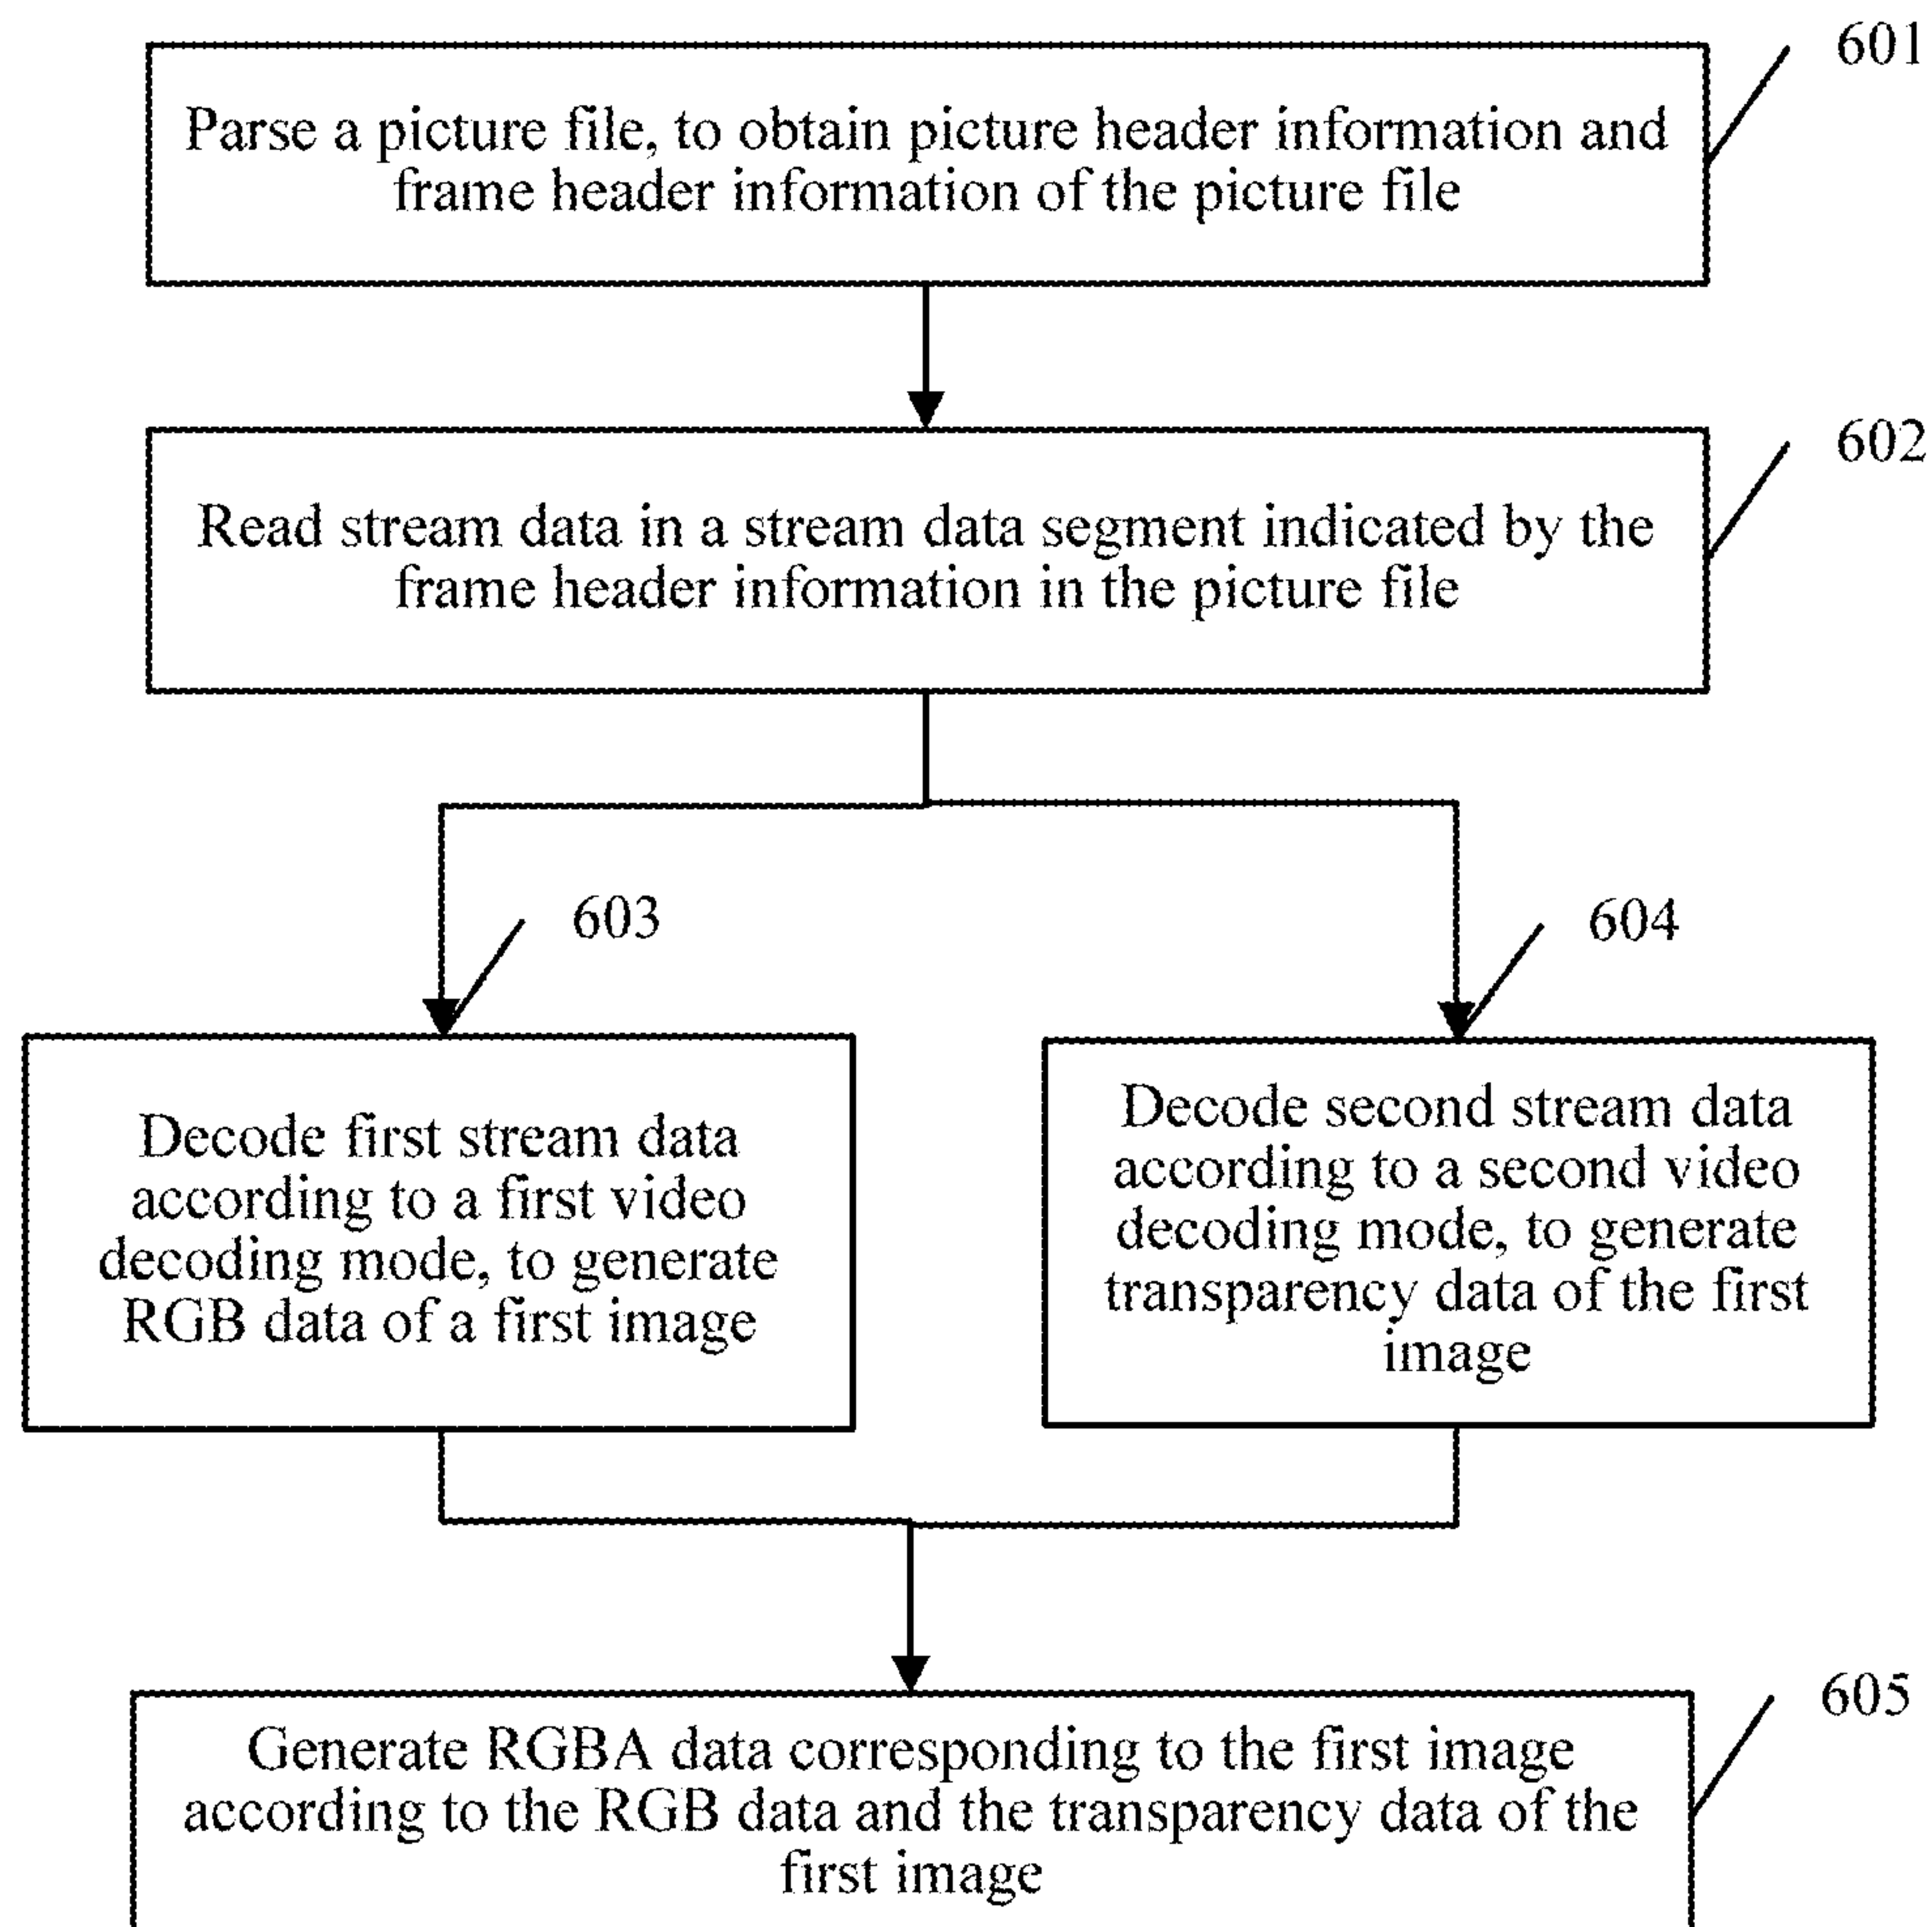 601
Parse a picture file, to obtain picture header information and
frame header information of the picture file
602
Read stream data in a stream data segment indicated by the
frame header information in the picture file
603
Decode first stream data
according to a first video
decoding mode, to generate
RGB data of a first image
604
Decode second stream data
according to a second video
decoding mode, to generate
transparency data of the first
image
605
Generate RGBA data corresponding to the first image
according to the RGB data and the transparency data of the
first image